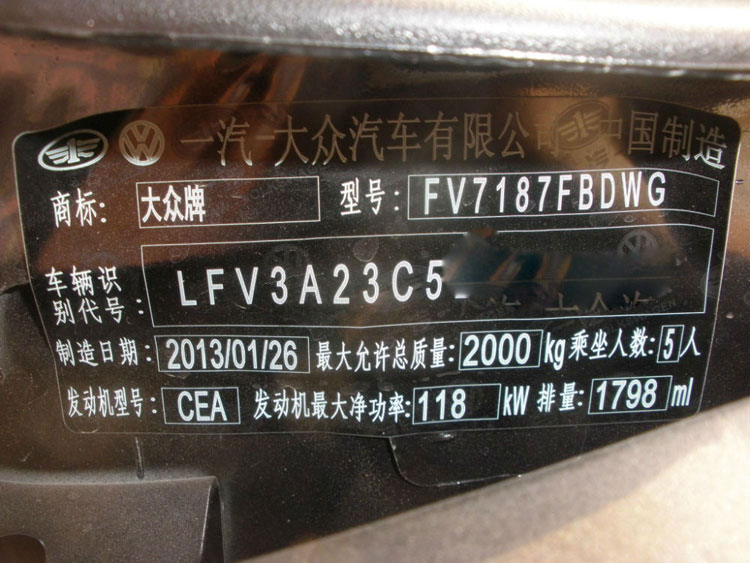 一汽-大众汽车有限公司 中国制造
商标: 大众牌 型号: FV7187FBDWG
车辆识
别代号: LFV3A23C5
制造日期: 2013/01/26 最大允许总质量: 2000 kg 乘坐人数: 5 人
发动机型号: CEA 发动机最大净功率: 118 kW 排量: 1798 ml